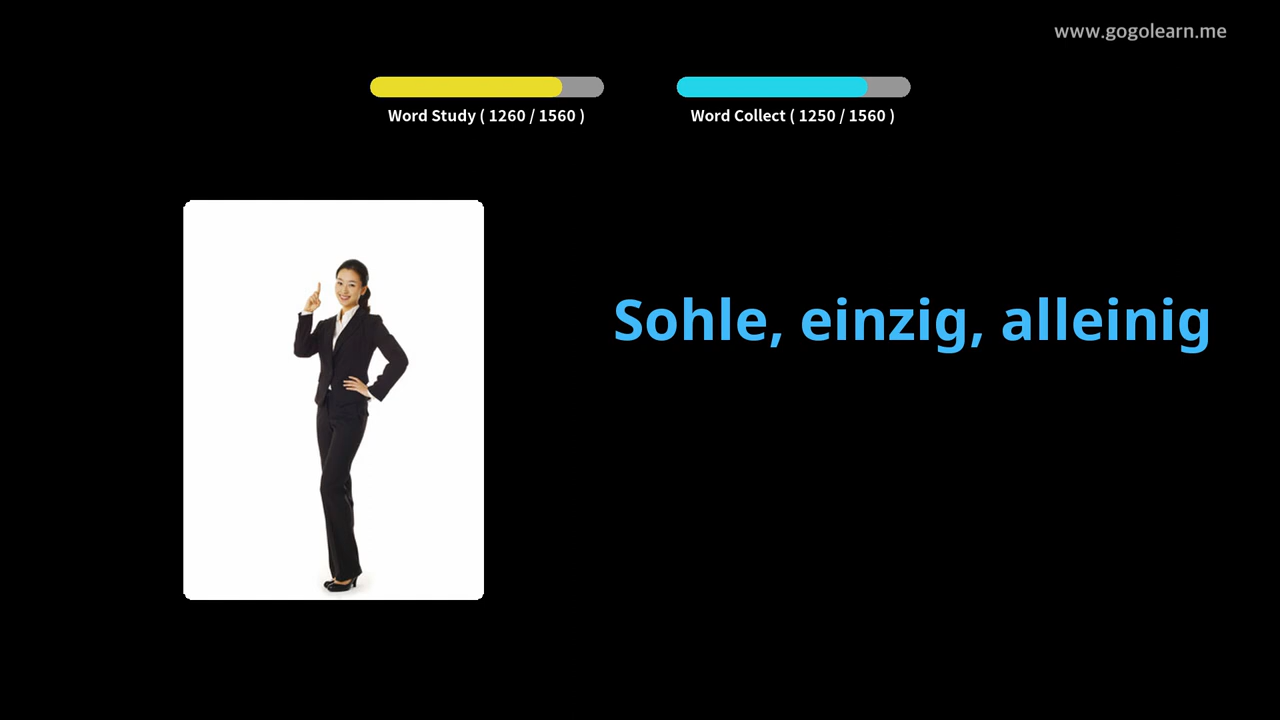 www.gogolearn.me
Word Study ( 1260 / 1560 )
Word Collect ( 1250 / 1560 )
Sohle, einzig, alleinig